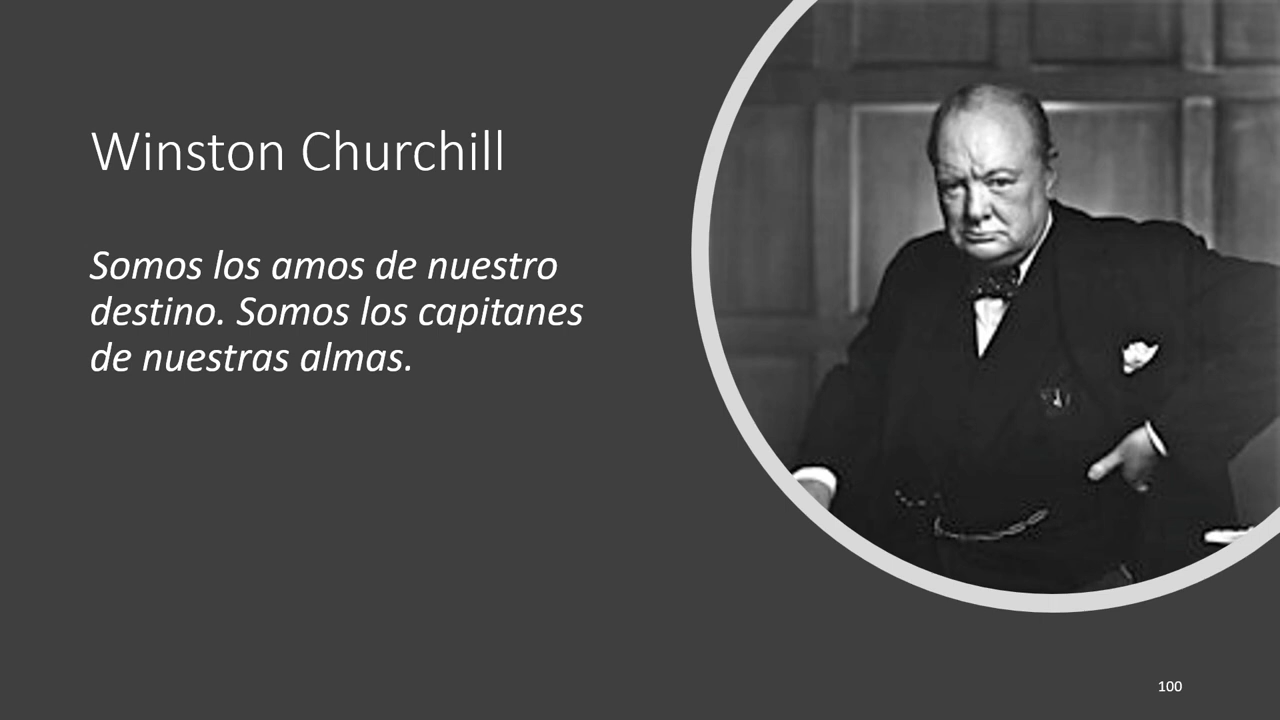 Winston Churchill
Somos los amos de nuestro
destino. Somos los capitanes
de nuestras almas.
100